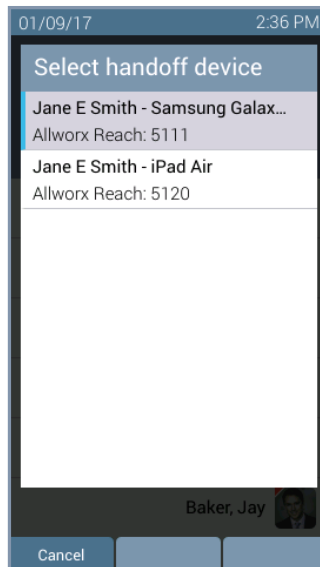 01/09/17 2:36 PM
Select handoff device
Jane E Smith - Samsung Galax...
Allworx Reach: 5111
Jane E Smith - iPad Air
Allworx Reach: 5120
Baker, Jay
Cancel